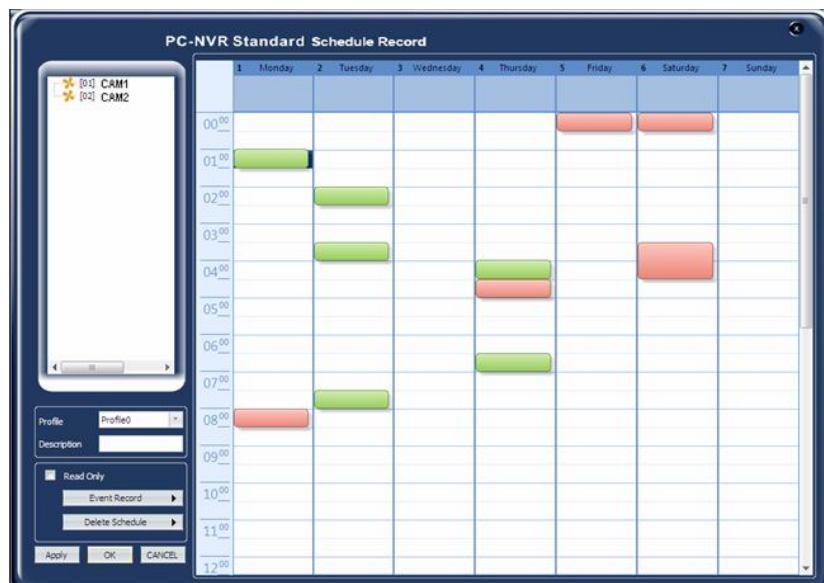 PC-NVR Standard Schedule Record
x
[01] CAM1
[02] CAM2
1 Monday 2 Tuesday 3 Wednesday 4 Thursday 5 Friday 6 Saturday 7 Sunday
00 00
01 00
02 00
03 00
04 00
05 00
06 00
07 00
08 00
09 00
10 00
11 00
12 00
Profile Profile0
Description
Read Only
Event Record
Delete Schedule
Apply OK CANCEL